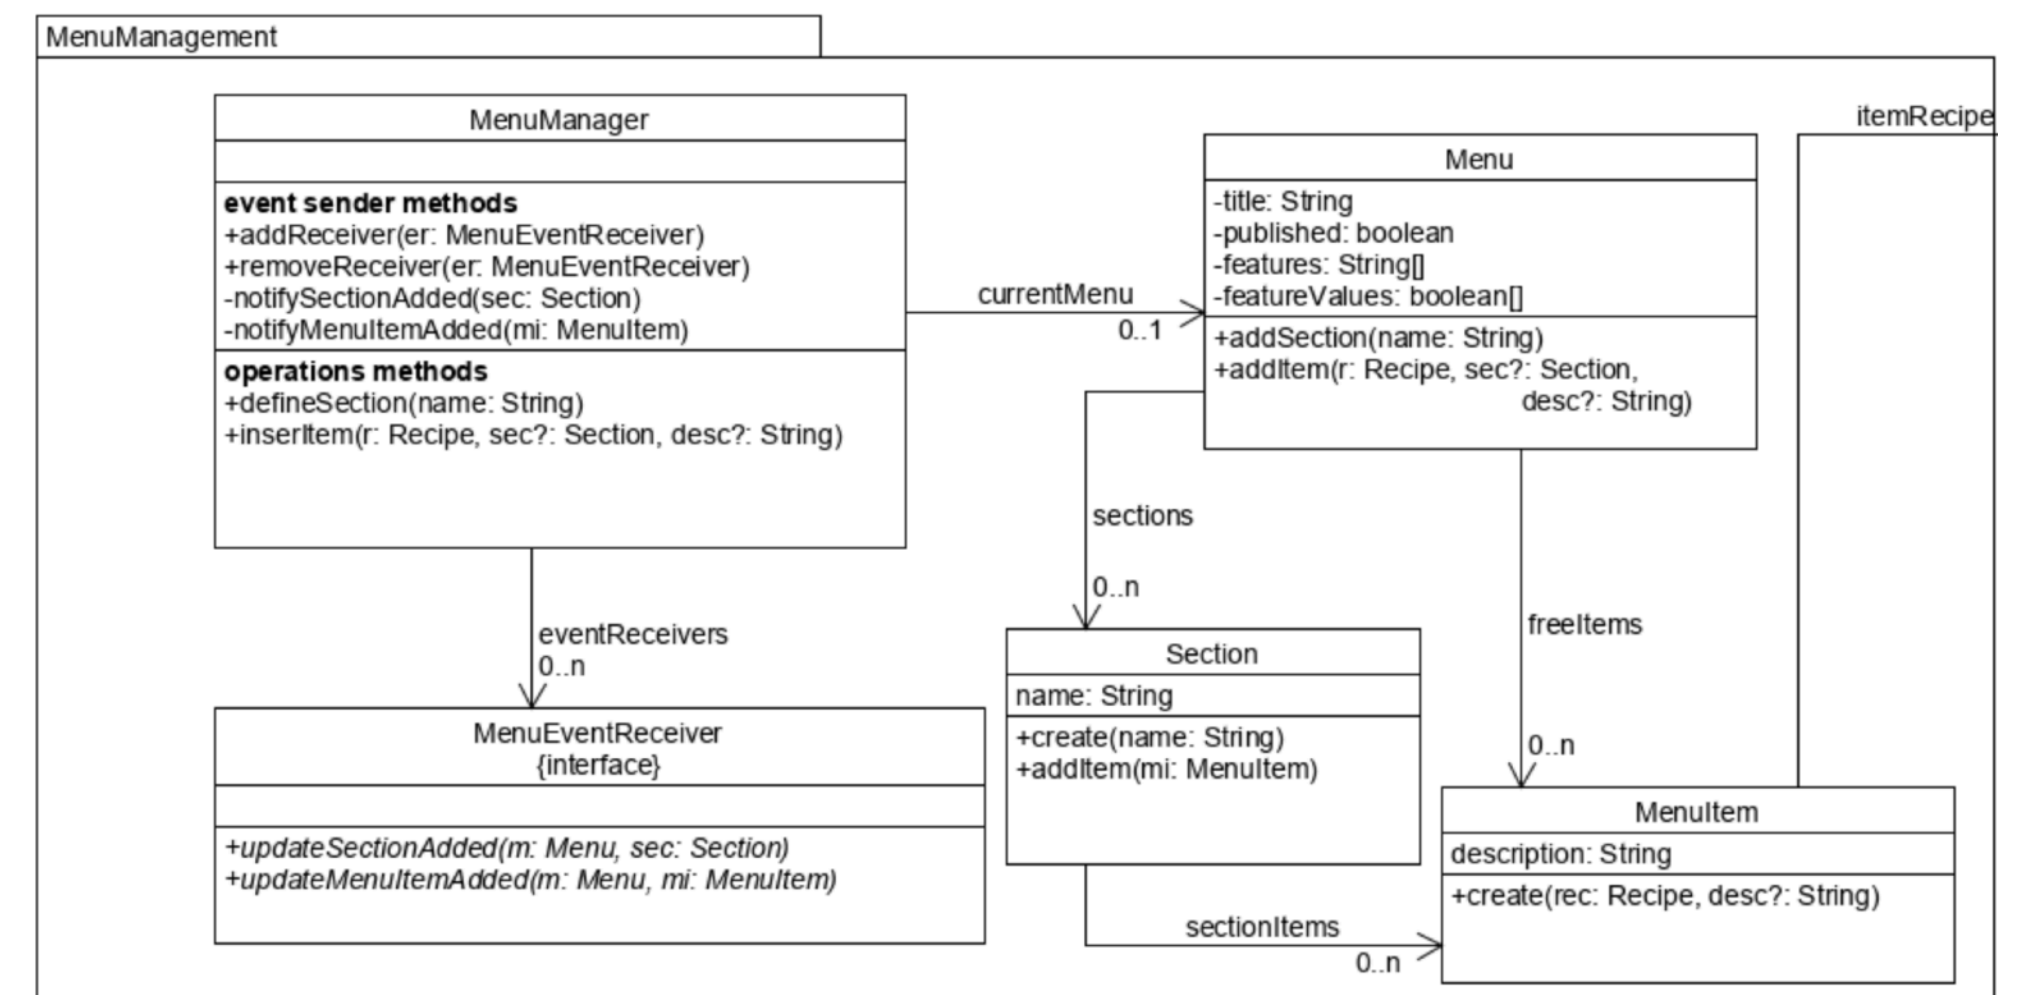 MenuManagement
MenuManager
event sender methods
+addReceiver(er: MenuEventReceiver)
+removeReceiver(er: MenuEventReceiver)
-notifySectionAdded(sec: Section)
-notifyMenuItemAdded(mi: MenuItem)
operations methods
+defineSection(name: String)
+inserItem(r: Recipe, sec?: Section, desc?: String)
currentMenu
0..1
itemRecipe
Menu
-title: String
-published: boolean
-features: String[]
-featureValues: boolean[]
+addSection(name: String)
+addItem(r: Recipe, sec?: Section,
desc?: String)
sections
0..n
freeItems
0..n
eventReceivers
0..n
MenuEventReceiver
{interface}
+updateSectionAdded(m: Menu, sec: Section)
+updateMenuItemAdded(m: Menu, mi: MenuItem)
Section
name: String
+create(name: String)
+addItem(mi: MenuItem)
sectionItems
0..n
MenuItem
description: String
+create(rec: Recipe, desc?: String)